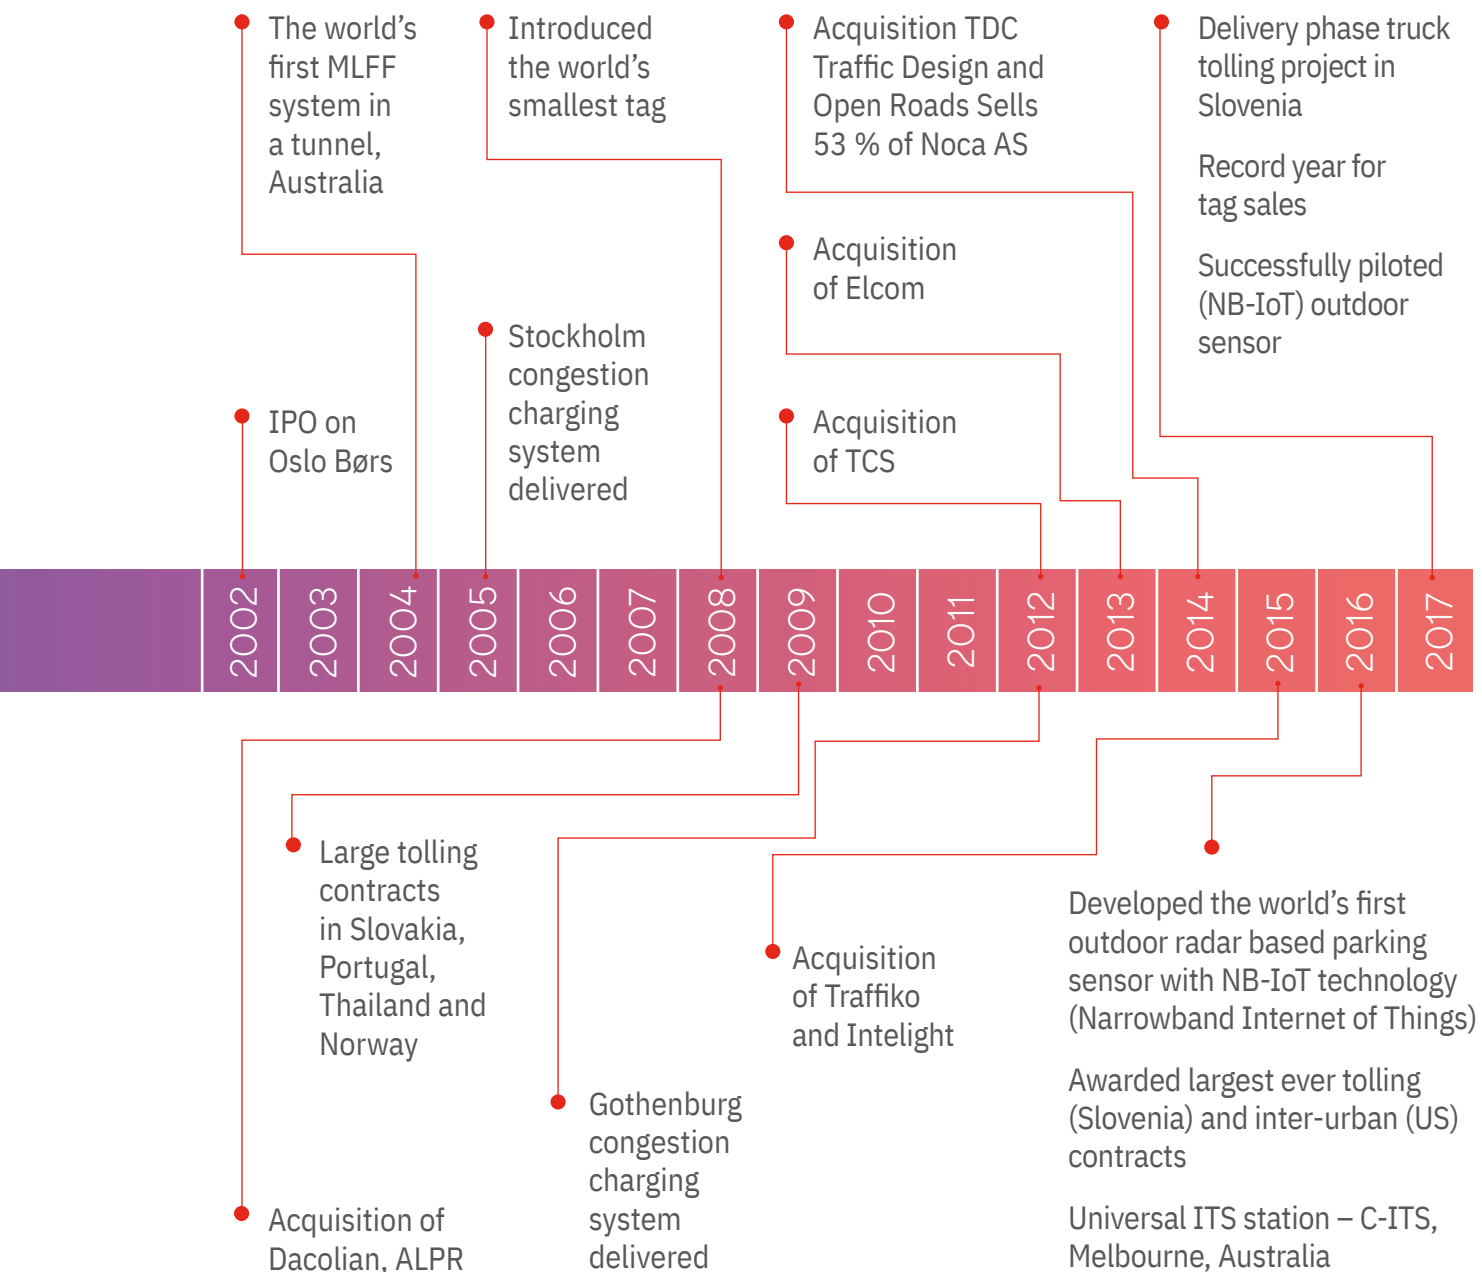 The world’s
first MLFF
system in
a tunnel,
Australia
Introduced
the world’s
smallest tag
Acquisition TDC
Traffic Design and
Open Roads Sells
53 % of Noca AS
Delivery phase truck
tolling project in
Slovenia
Record year for
tag sales
Successfully piloted
(NB-IoT) outdoor
sensor
Acquisition
of Elcom
Stockholm
congestion
charging
system
delivered
IPO on
Oslo Børs
Acquisition
of TCS
2002
2003
2004
2005
2006
2007
2008
2009
2010
2011
2012
2013
2014
2015
2016
2017
Large tolling
contracts
in Slovakia,
Portugal,
Thailand and
Norway
Acquisition
of Traffiko
and Intelight
Developed the world’s first
outdoor radar based parking
sensor with NB-IoT technology
(Narrowband Internet of Things)
Awarded largest ever tolling
(Slovenia) and inter-urban (US)
contracts
Universal ITS station – C-ITS,
Melbourne, Australia
Gothenburg
congestion
charging
system
delivered
Acquisition of
Dacolian, ALPR